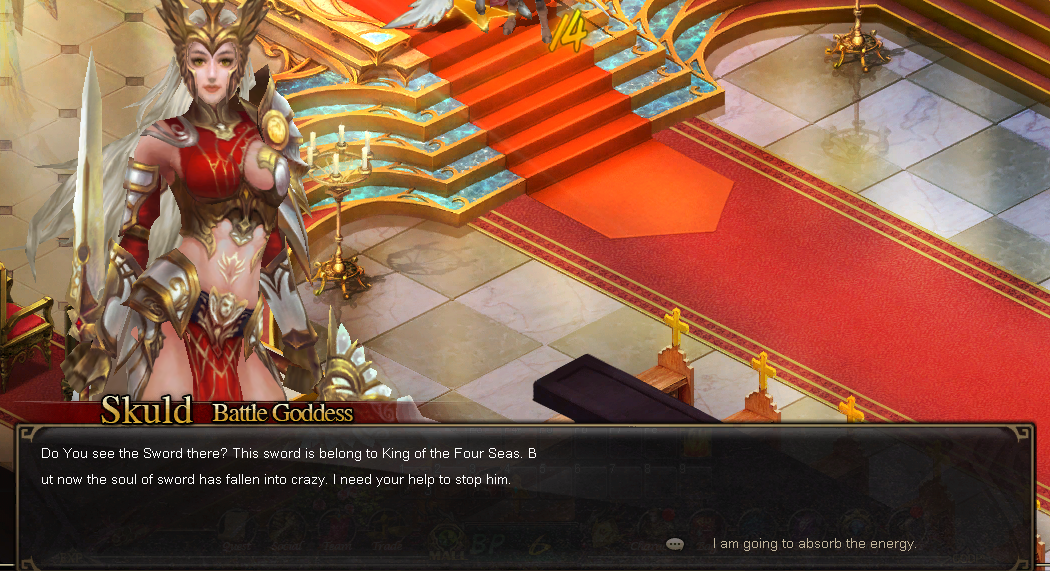 /4
Skuld Battle Goddess
Do You see the Sword there? This sword is belong to King of the Four Seas. B
ut now the soul of sword has fallen into crazy. I need your help to stop him.
BP 6
I am going to absorb the energy.